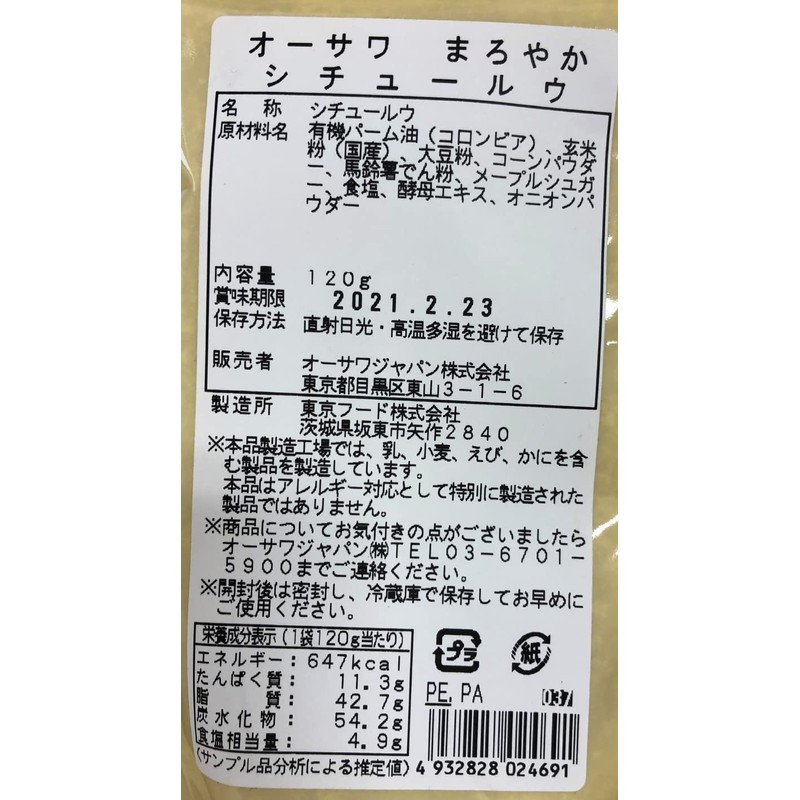 オーサワ まろやか
シチュールウ
名称 シチュールウ
原材料名 有機パーム油（コロンビア）、玄米
粉（国産）、大豆粉、コーンパウダ
ー、馬鈴薯でん粉、メープルシュガ
ー、食塩、酵母エキス、オニオンパ
ウダー
内容量 120g
賞味期限 2021.2.23
保存方法 直射日光・高温多湿を避けて保存
販売者 オーサワジャパン株式会社
東京都目黒区東山3-1-6
製造所 東京フード株式会社
茨城県坂東市矢作2840
※本品製造工場では、乳、小麦、えび、かにを含
む製品を製造しています。
本品はアレルギー対応として特別に製造された
製品ではありません。
※商品についてお気付きの点がございましたら
オーサワジャパン㈱TEL03-6701-
5900までご連絡ください。
※開封後は密封し、冷蔵庫で保存してお早めに
ご使用ください。
栄養成分表示（1袋120g当たり）
エネルギー：647kcal
たんぱく質：11.3g
脂質：42.7g
炭水化物：54.2g
食塩相当量：4.9g
（サンプル品分析による推定値）
プラ 紙
PE，PA 037
4 932828 024691